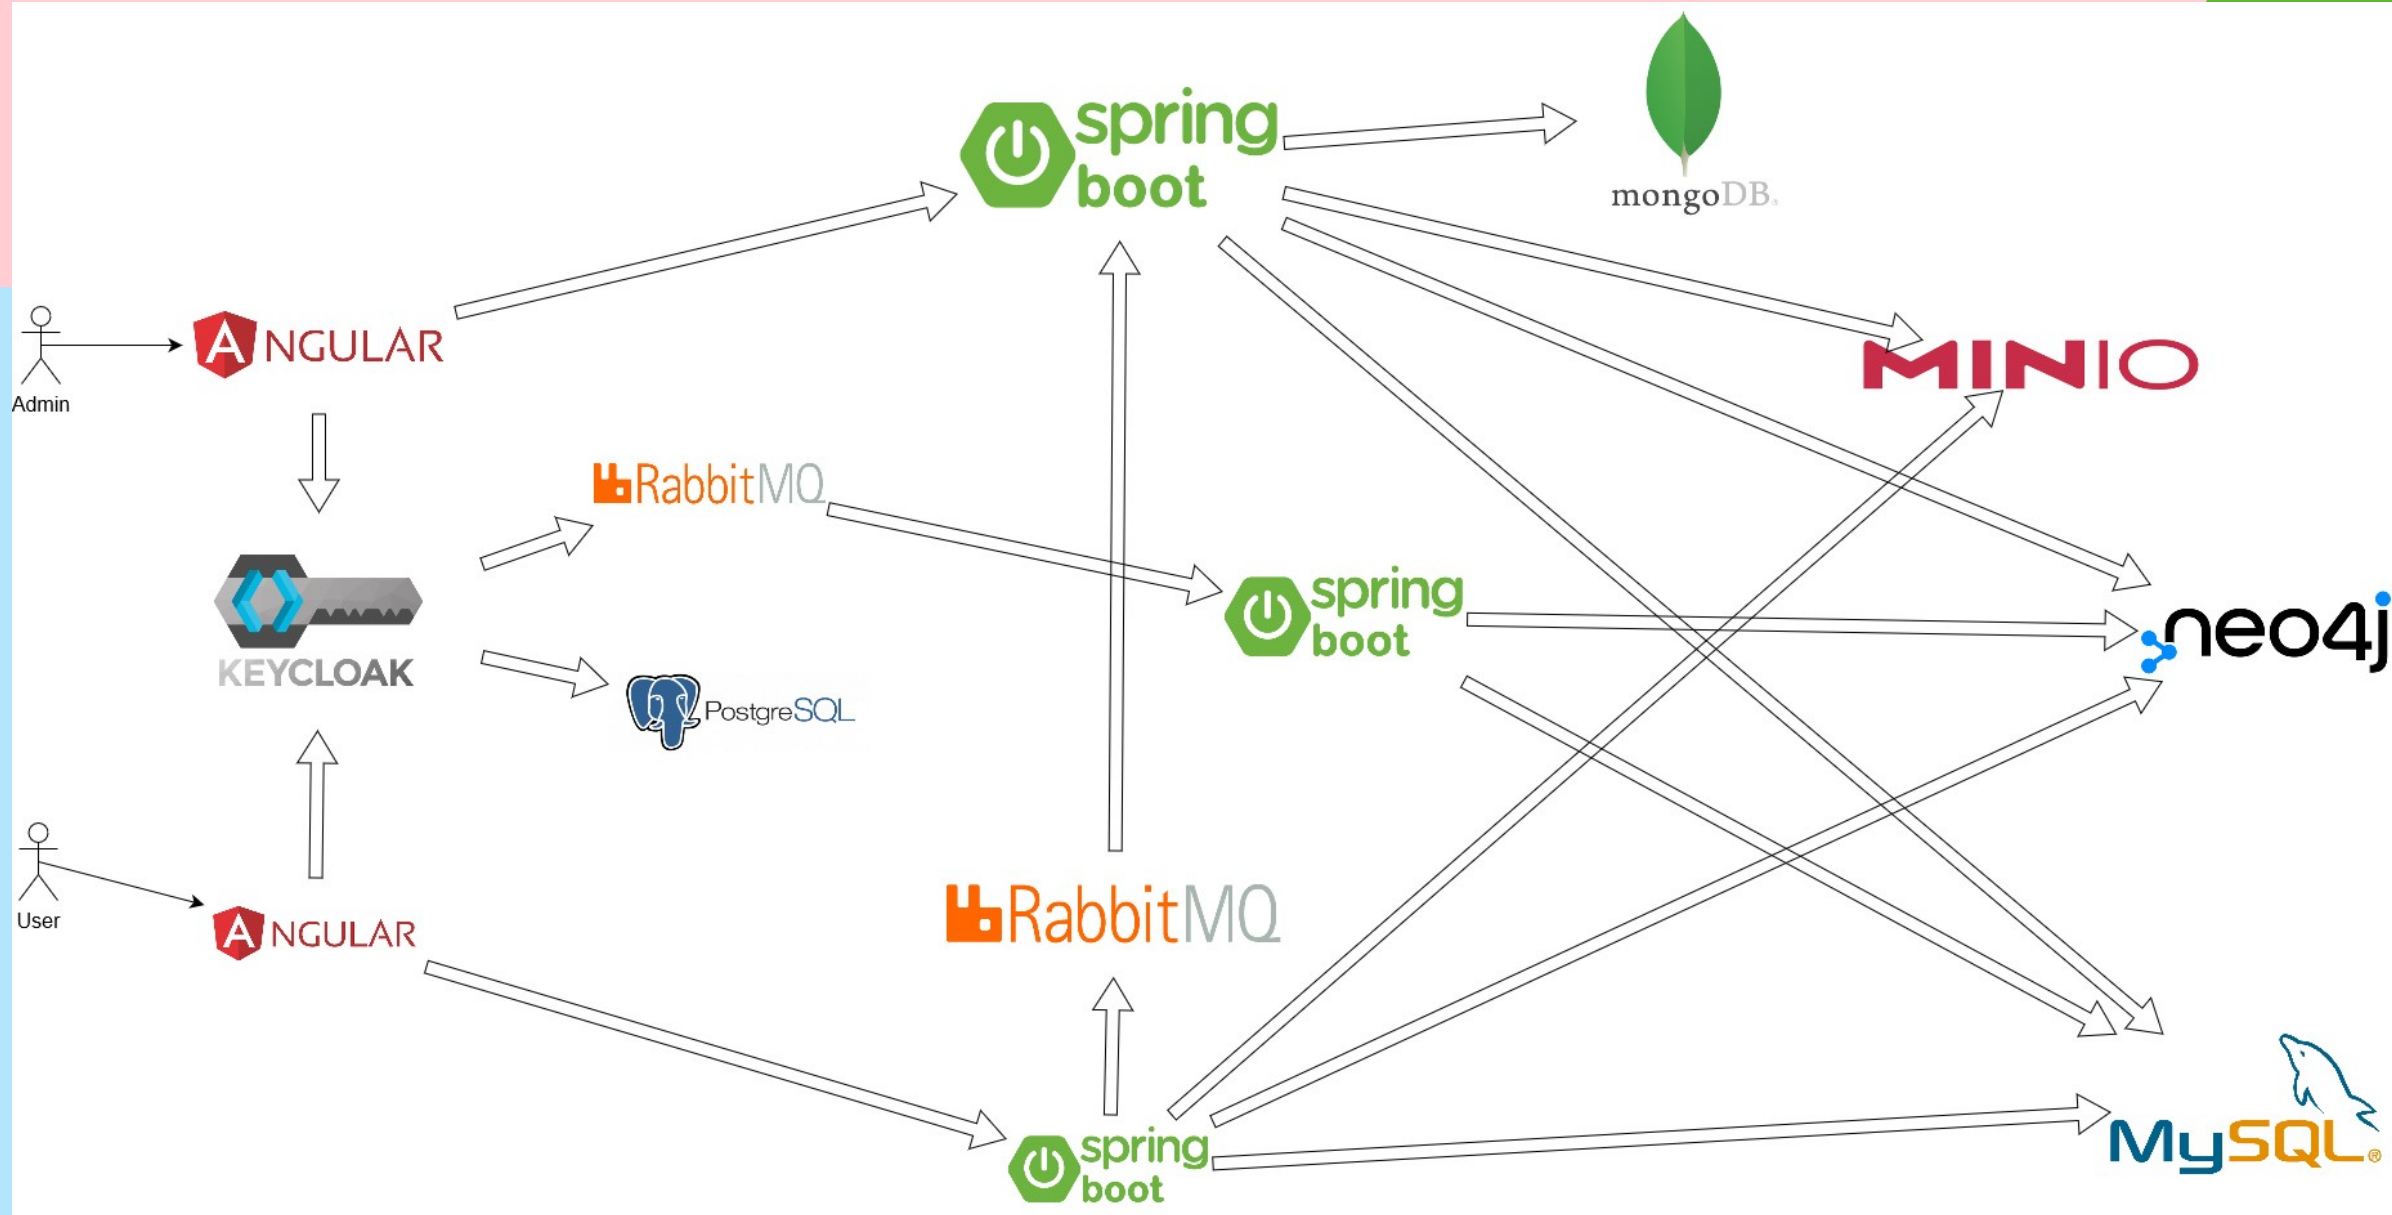 spring
boot
mongoDB
ANGULAR
Admin
MINIO
RabbitMQ
spring
boot
neo4j
KEYCLOAK
PostgreSQL
RabbitMQ
User
ANGULAR
MySQL®
spring
boot